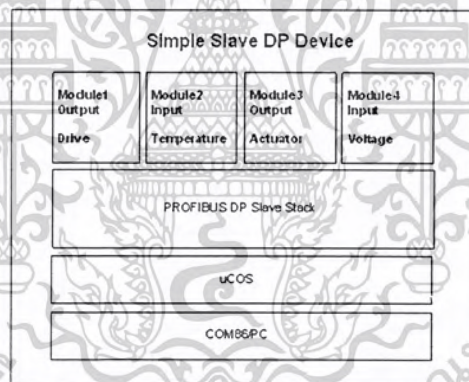 Simple Slave DP Device
Module1
Output
Drive
Module2
Input
Temperature
Module3
Output
Actuator
Module4
Input
Voltage
PROFIBUS DP Slave Stack
uCOS
COM86/PC